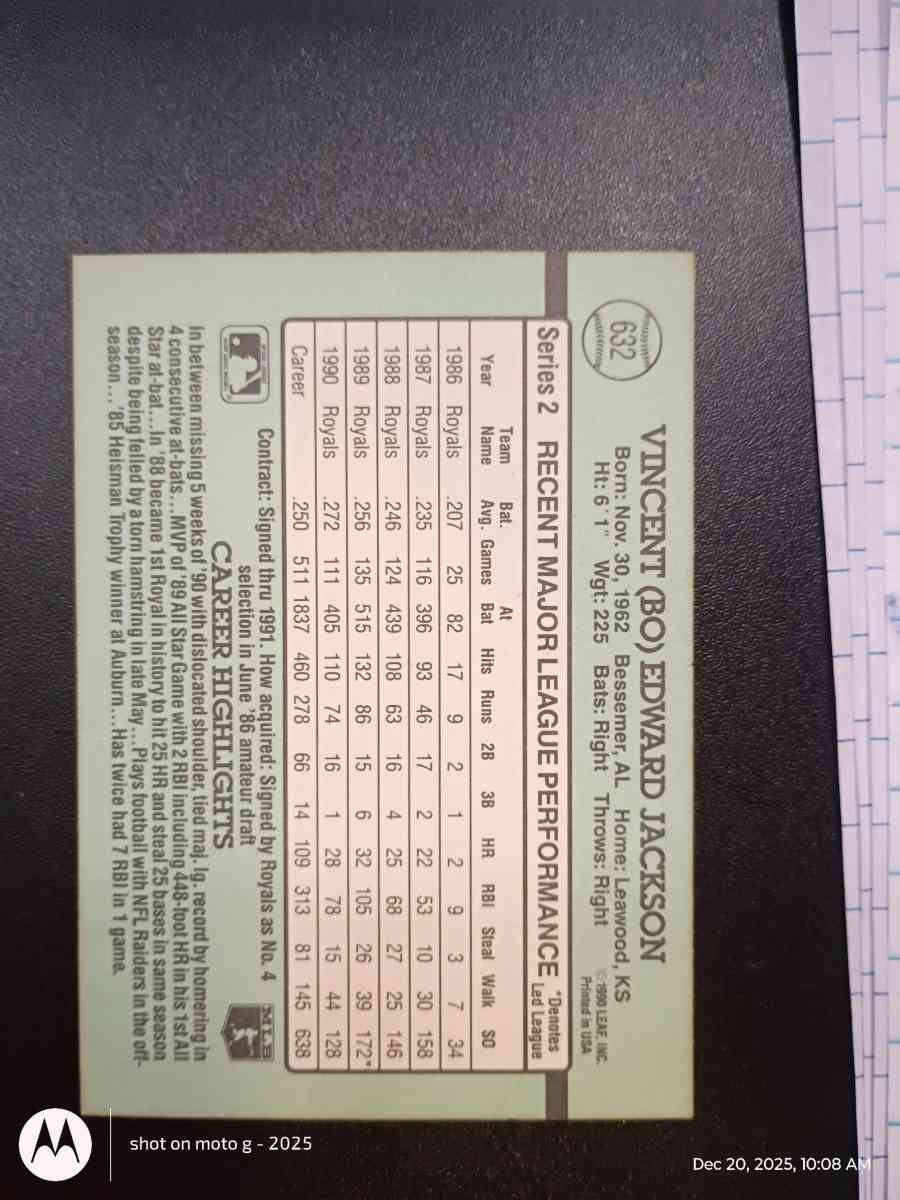 632
VINCENT (BO) EDWARD JACKSON
Born: Nov. 30, 1962 Bessemer, AL Home: Leawood, KS
Ht: 6'1" Wgt: 225 Bats: Right Throws: Right
©1990 LEAF, INC.
Printed in USA
Series 2 RECENT MAJOR LEAGUE PERFORMANCE *Denotes Led League
Year Team Name Bat. Avg. Games At Bat Hits Runs 2B 3B HR RBI Steal Walk SO
1986 Royals .207 25 82 17 9 2 1 2 9 3 7 34
1987 Royals .235 116 396 93 46 17 2 22 53 10 30 158
1988 Royals .246 124 439 108 63 16 4 25 68 27 25 146
1989 Royals .256 135 515 132 86 15 6 32 105 26 39 172*
1990 Royals .272 111 405 110 74 16 1 28 78 15 44 128
Career .250 511 1837 460 278 66 14 109 313 81 145 638
Contract: Signed thru 1991. How acquired: Signed by Royals as No. 4
selection in June '86 amateur draft
MLB
CAREER HIGHLIGHTS
In between missing 5 weeks of '90 with dislocated shoulder, tied maj. lg. record by homering in
4 consecutive at-bats...MVP of '89 All Star Game with 2 RBI including 448-foot HR in his 1st All
Star at-bat...In '88 became 1st Royal in history to hit 25 HR and steal 25 bases in same season
despite being felled by a torn hamstring in late May...Plays football with NFL Raiders in the off-
season...'85 Heisman Trophy winner at Auburn...Has twice had 7 RBI in 1 game.
shot on moto g - 2025
Dec 20, 2025, 10:08 AM